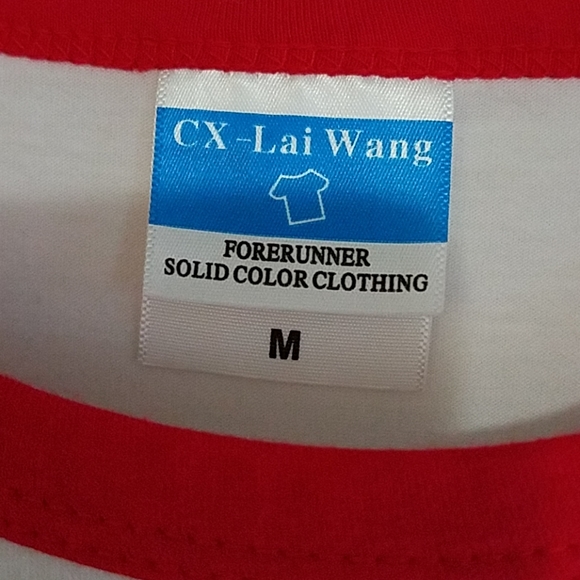 CX-Lai Wang
FORERUNNER
SOLID COLOR CLOTHING
M